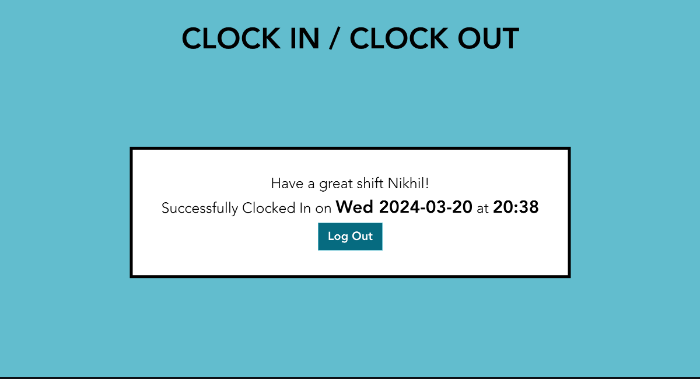 CLOCK IN / CLOCK OUT
Have a great shift Nikhil!
Successfully Clocked In on Wed 2024-03-20 at 20:38
Log Out